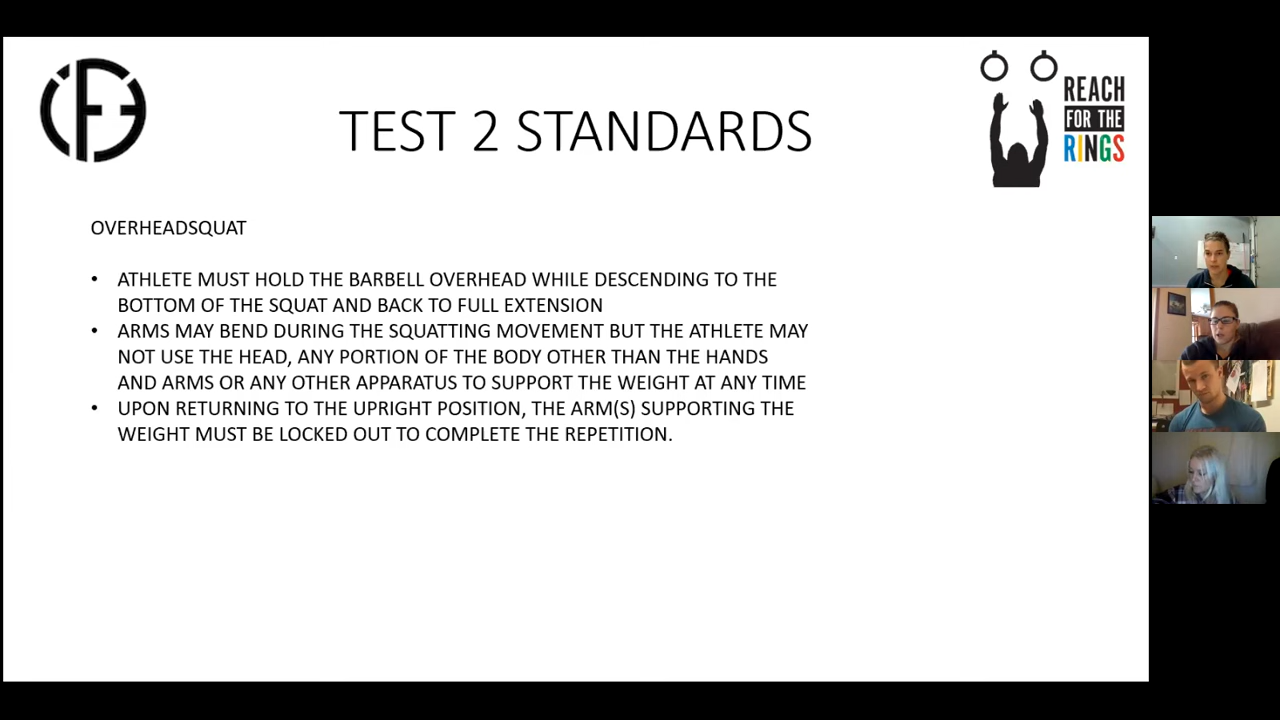 REACH
FOR THE
RINGS
TEST 2 STANDARDS
OVERHEADSQUAT
• ATHLETE MUST HOLD THE BARBELL OVERHEAD WHILE DESCENDING TO THE
BOTTOM OF THE SQUAT AND BACK TO FULL EXTENSION
• ARMS MAY BEND DURING THE SQUATTING MOVEMENT BUT THE ATHLETE MAY
NOT USE THE HEAD, ANY PORTION OF THE BODY OTHER THAN THE HANDS
AND ARMS OR ANY OTHER APPARATUS TO SUPPORT THE WEIGHT AT ANY TIME
• UPON RETURNING TO THE UPRIGHT POSITION, THE ARM(S) SUPPORTING THE
WEIGHT MUST BE LOCKED OUT TO COMPLETE THE REPETITION.